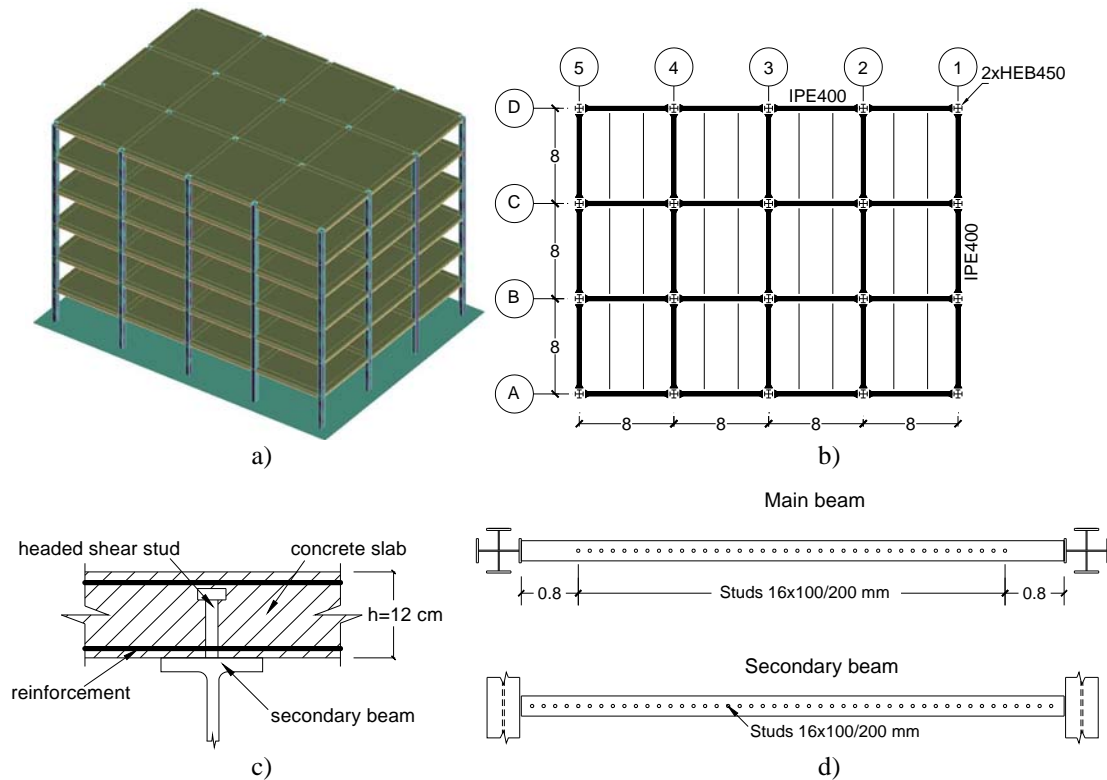 a)
5
4
3
2
1
2xHEB450
IPE400
D
8
C
8
IPE400
B
8
A
8
8
8
8
b)
headed shear stud
concrete slab
h=12 cm
reinforcement
secondary beam
c)
Main beam
0.8
Studs 16x100/200 mm
0.8
Secondary beam
Studs 16x100/200 mm
d)